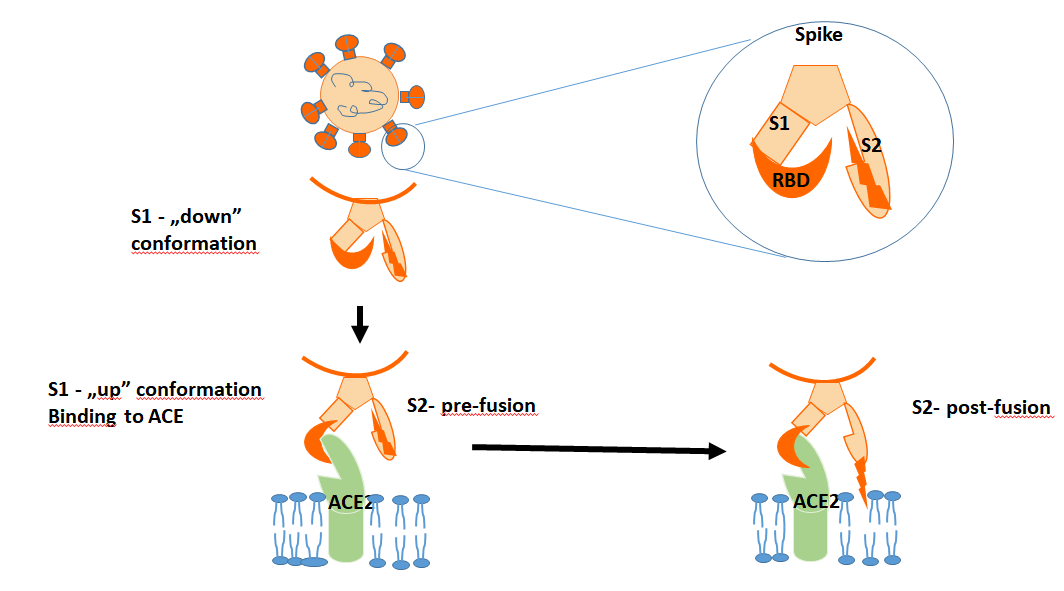 Spike
S1
S2
RBD
S1 - „down”
conformation
S1 - „up” conformation
Binding to ACE
S2- pre-fusion
S2- post-fusion
ACE2
ACE2